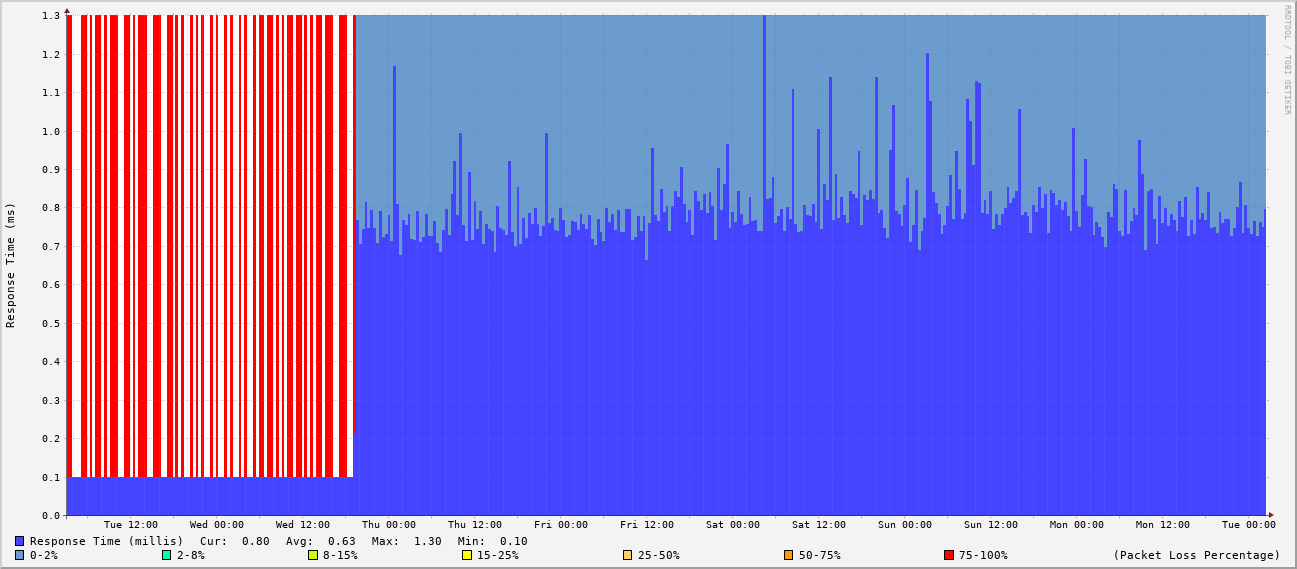 RRDTOOL / TOBI OETIKER
Response Time (ms)
1.3
1.2
1.1
1.0
0.9
0.8
0.7
0.6
0.5
0.4
0.3
0.2
0.1
0.0
Tue 12:00 Wed 00:00 Wed 12:00 Thu 00:00 Thu 12:00 Fri 00:00 Fri 12:00 Sat 00:00 Sat 12:00 Sun 00:00 Sun 12:00 Mon 00:00 Mon 12:00 Tue 00:00
Response Time (millis) Cur: 0.80 Avg: 0.63 Max: 1.30 Min: 0.10
0-2% 2-8% 8-15% 15-25% 25-50% 50-75% 75-100% (Packet Loss Percentage)